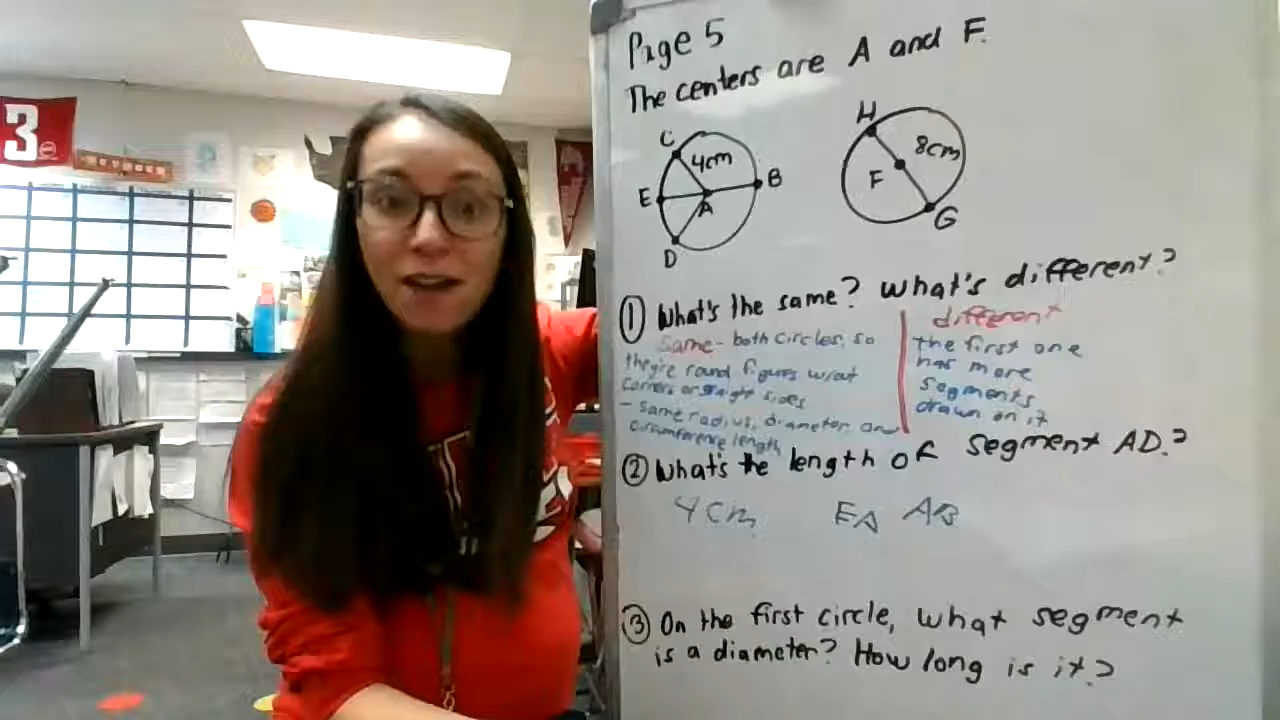 3
Page 5
The centers are A and F.
C
4cm
E
B
A
D
H
8cm
F
G
① What's the same? What's different?
Same - both circles, so
they're round figures w/out
corners or straight sides
- same radius, diameter, and
circumference length
different
the first one
has more
segments
drawn on it
② What's the length of segment AD?
4cm EA AB
③ On the first circle, what segment
is a diameter? How long is it?